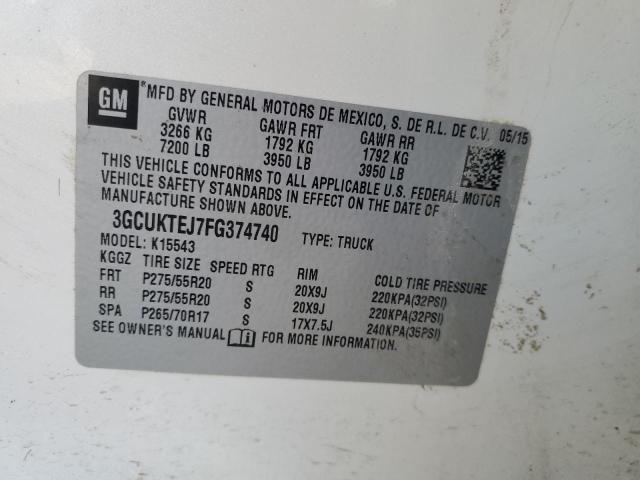 GM
MFD BY GENERAL MOTORS DE MEXICO, S. DE R.L. DE C.V. 05/15
GVWR GAWR FRT GAWR RR
3266 KG 1792 KG 1792 KG
7200 LB 3950 LB 3950 LB
THIS VEHICLE CONFORMS TO ALL APPLICABLE U.S. FEDERAL MOTOR
VEHICLE SAFETY STANDARDS IN EFFECT ON THE DATE OF
MANUFACTURE SHOWN ABOVE.
3GCUKTEJ7FG374740 TYPE: TRUCK
MODEL: K15543
KGGZ TIRE SIZE SPEED RTG RIM COLD TIRE PRESSURE
FRT P275/55R20 S 20X9J 220KPA(32PSI)
RR P275/55R20 S 20X9J 220KPA(32PSI)
SPA P265/70R17 S 17X7.5J 240KPA(35PSI)
SEE OWNER'S MANUAL FOR MORE INFORMATION.